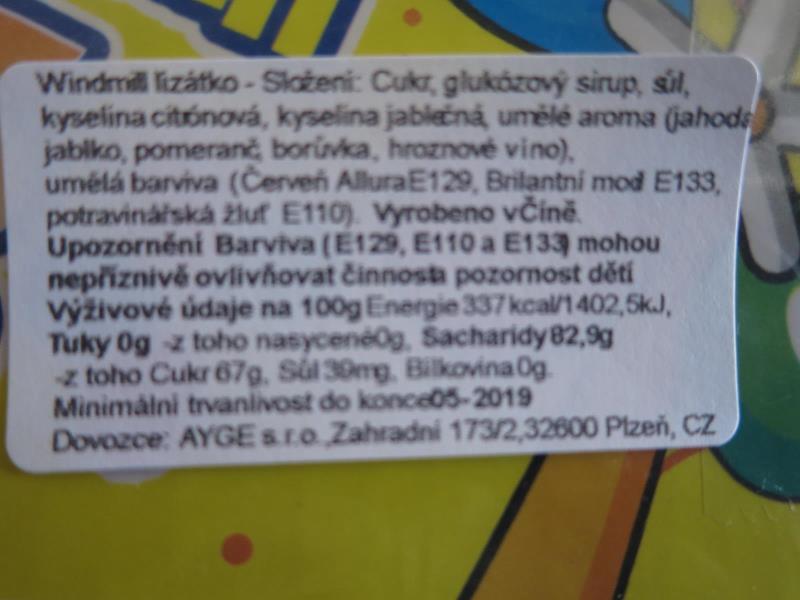 Windmill lízátko - Složení: Cukr, glukózový sirup, sůl,
kyselina citrónová, kyselina jablečná, umělé aroma (jahoda
jablko, pomeranč, borůvka, hroznové víno),
umělá barviva (Červeň Allura E129, Brilantní modř E133,
potravinářská žluť E110). Vyrobeno v Číně.
Upozornění Barviva (E129, E110 a E133) mohou
nepříznivě ovlivňovat činnost a pozornost dětí
Výživové údaje na 100g Energie 337kcal/1402,5kJ,
Tuky 0g -z toho nasycené 0g, Sacharidy 82,9g
-z toho Cukr 67g, Sůl 39mg, Bílkovina 0g.
Minimální trvanlivost do konce 05-2019
Dovozce: AYGE s.r.o., Zahradní 173/2,32600 Plzeň, CZ